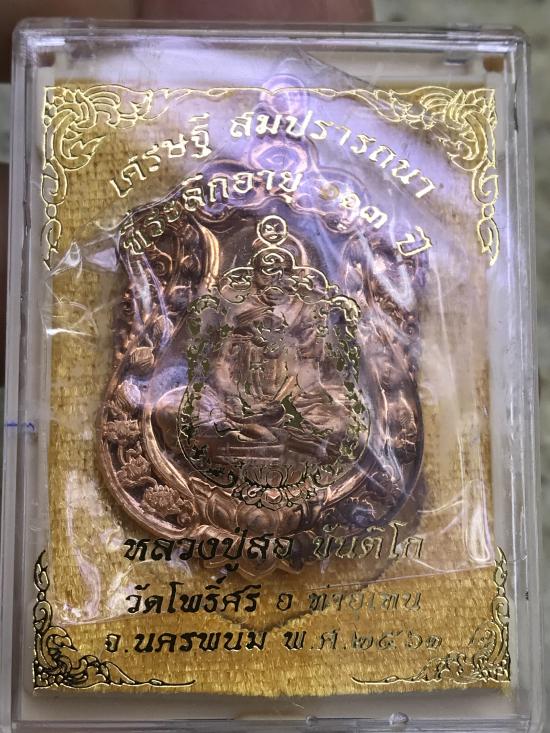 เศรษฐี สมปรารถนา
ที่ระลึกอายุ ๑๑๓ ปี
หลวงปู่สอ ขันติโก
วัดโพธิ์ศรี อ ท่าอุเทน
จ.นครพนม พ.ศ.๒๕๖๑